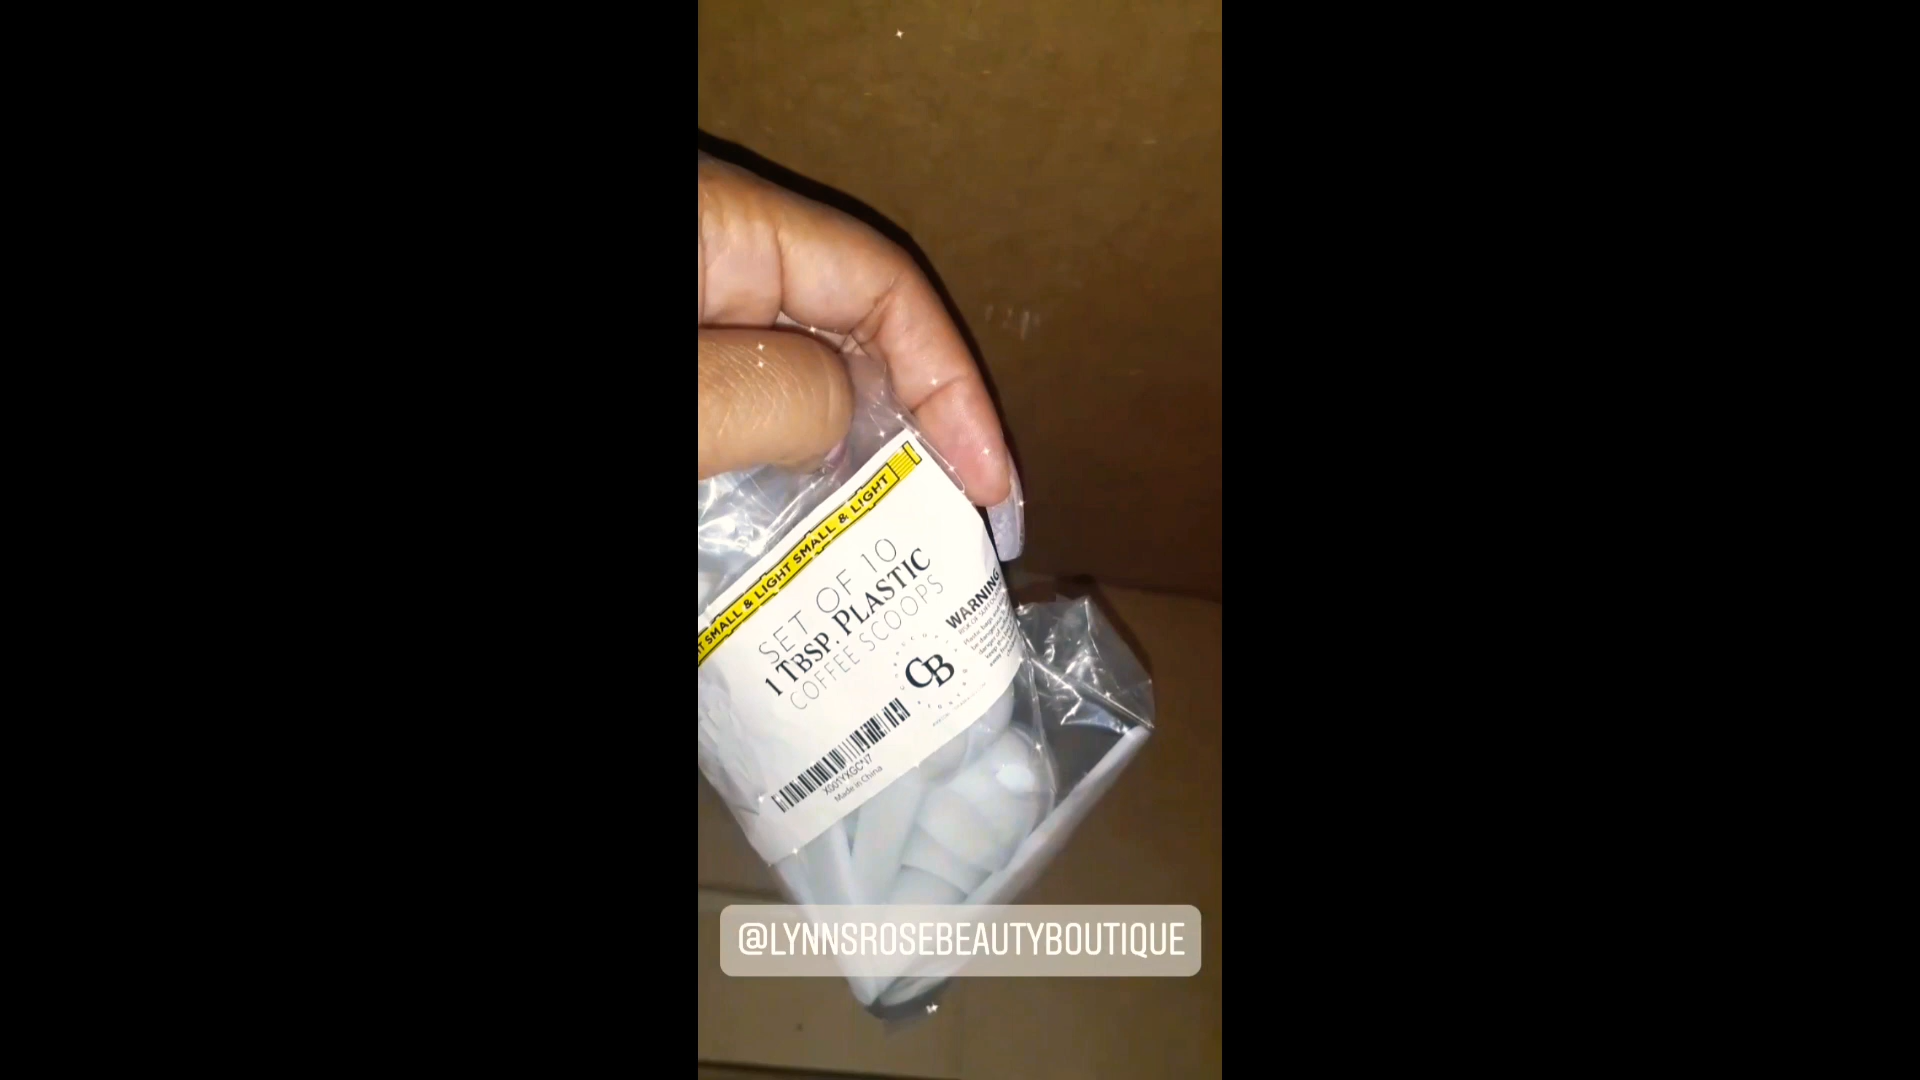 SMALL & LIGHT SMALL & LIGHT
SET OF 10
1 TBSP. PLASTIC
COFFEE SCOOPS
WARNING
CB
Made in China
@LYNNSROSEBEAUTYBOUTIQUE